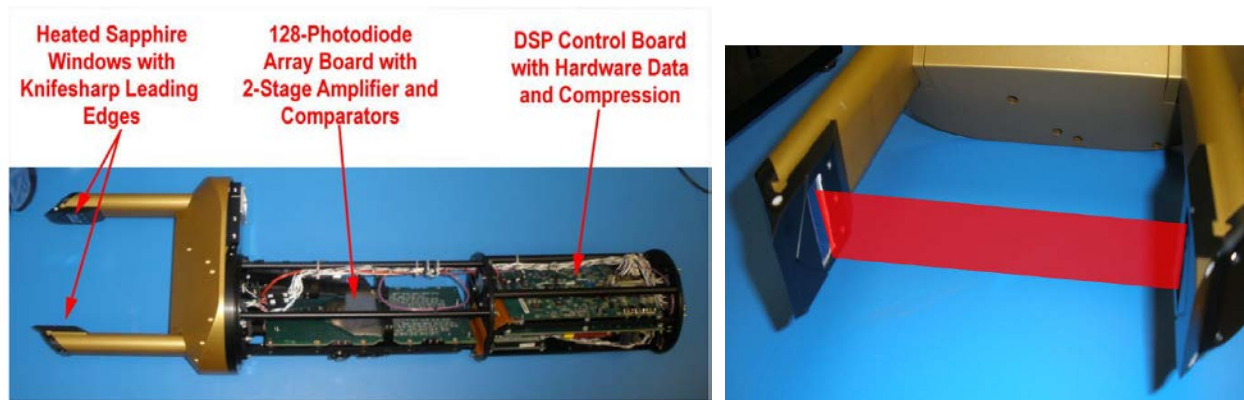 Heated Sapphire
Windows with
Knifesharp Leading
Edges
128-Photodiode
Array Board with
2-Stage Amplifier and
Comparators
DSP Control Board
with Hardware Data
and Compression